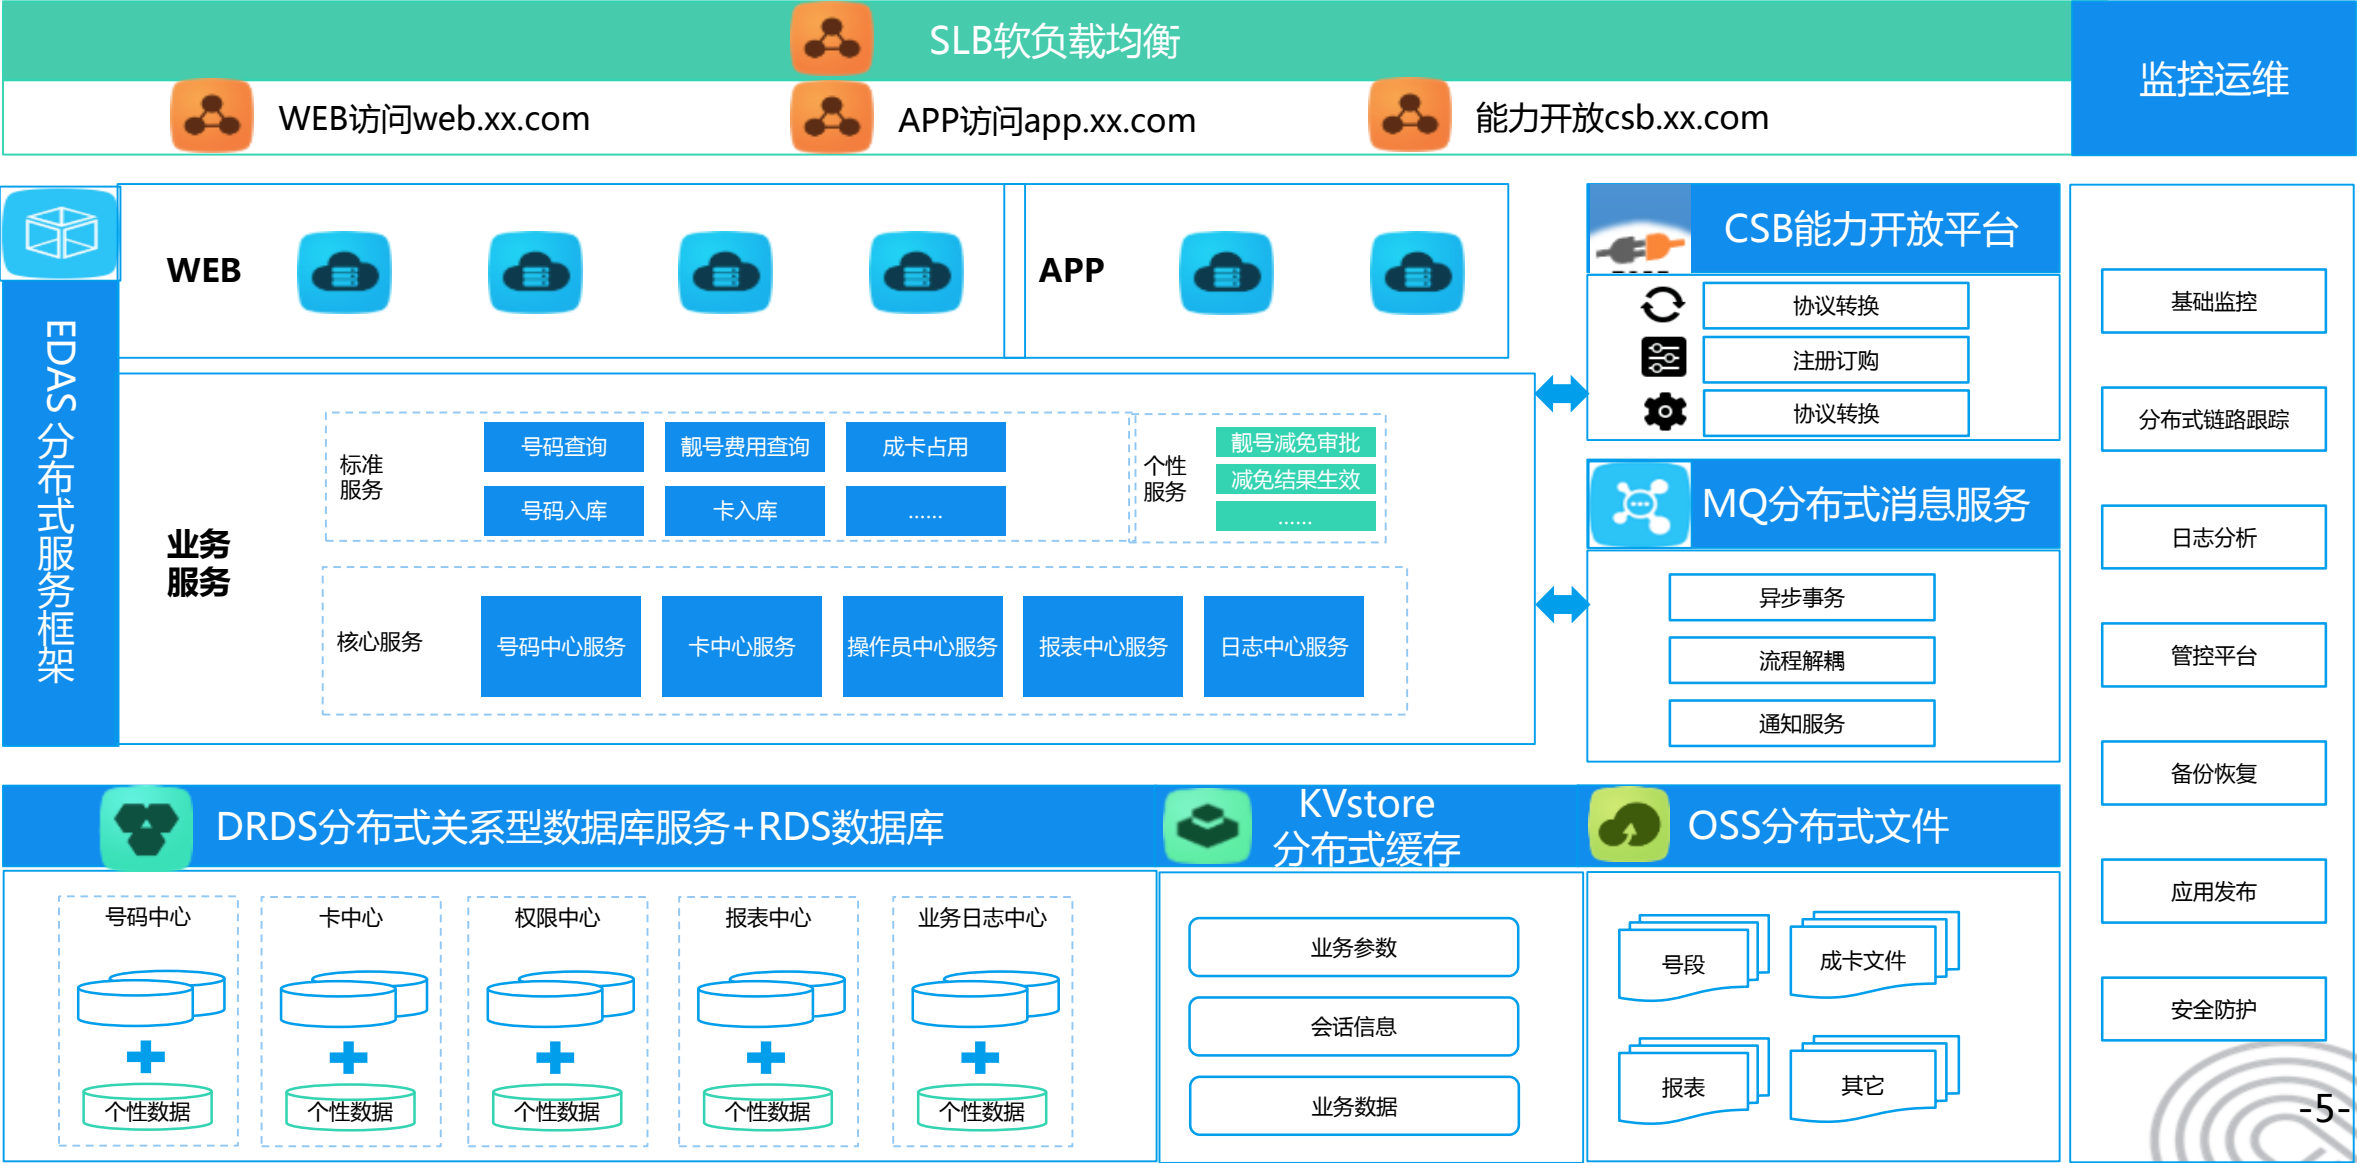 SLB软负载均衡
监控运维
WEB访问web.xx.com
APP访问app.xx.com
能力开放csb.xx.com
EDAS 分布式服务框架
WEB
APP
业务
服务
标准
服务
号码查询
靓号费用查询
成卡占用
号码入库
卡入库
......
个性
服务
靓号减免审批
减免结果生效
......
核心服务
号码中心服务
卡中心服务
操作员中心服务
报表中心服务
日志中心服务
CSB能力开放平台
协议转换
注册订购
协议转换
MQ分布式消息服务
异步事务
流程解耦
通知服务
基础监控
分布式链路跟踪
日志分析
管控平台
备份恢复
应用发布
安全防护
DRDS分布式关系型数据库服务+RDS数据库
号码中心
卡中心
权限中心
报表中心
业务日志中心
个性数据
个性数据
个性数据
个性数据
个性数据
KVstore
分布式缓存
业务参数
会话信息
业务数据
OSS分布式文件
号段
成卡文件
报表
其它
-5-